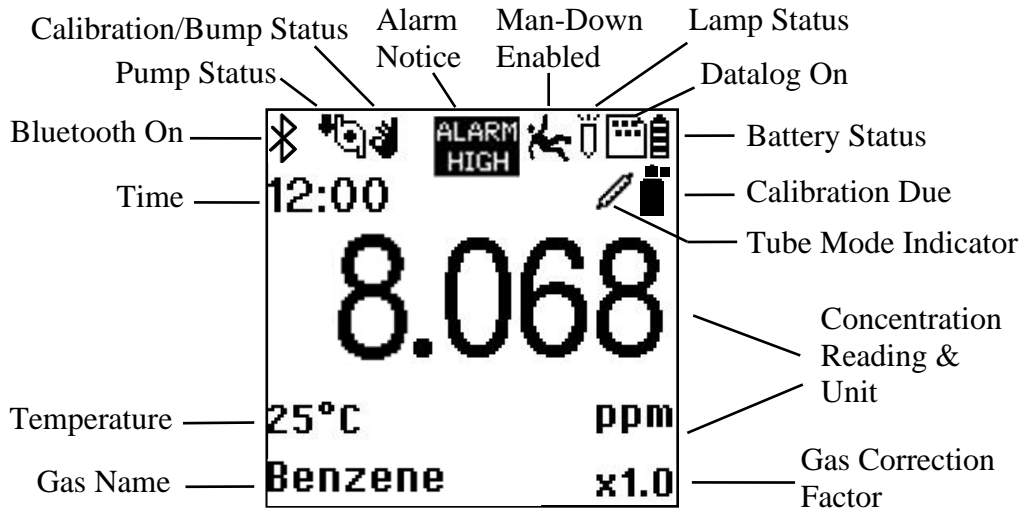 Calibration/Bump Status
Alarm
Notice
Man-Down
Enabled
Lamp Status
Pump Status
Datalog On
Bluetooth On
ALARM
HIGH
Battery Status
Time
12:00
Calibration Due
Tube Mode Indicator
8.068
Concentration
Reading &
Unit
Temperature
25°C
ppm
Gas Name
Benzene
x1.0
Gas Correction
Factor